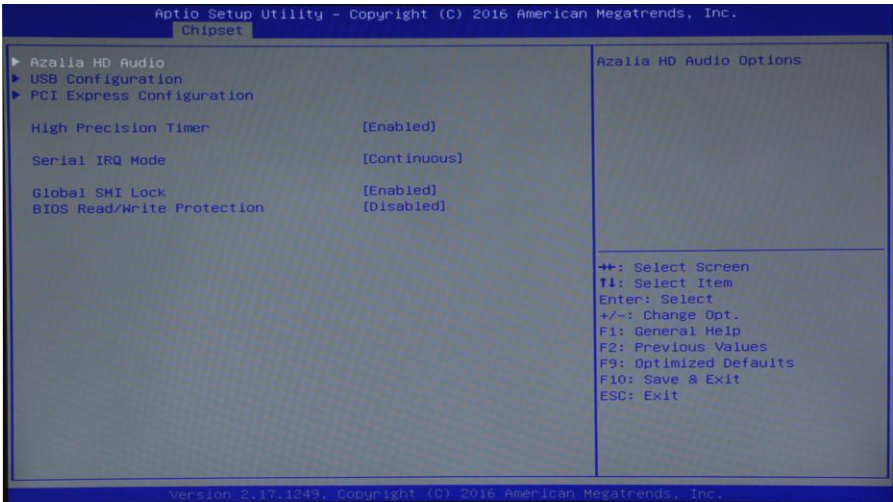 Aptio Setup Utility – Copyright (C) 2016 American Megatrends, Inc.
Chipset
▶ Azalia HD Audio
▶ USB Configuration
▶ PCI Express Configuration
High Precision Timer [Enabled]
Serial IRQ Mode [Continuous]
Global SMI Lock [Enabled]
BIOS Read/Write Protection [Disabled]
Azalia HD Audio Options
→←: Select Screen
↑↓: Select Item
Enter: Select
+/-: Change Opt.
F1: General Help
F2: Previous Values
F9: Optimized Defaults
F10: Save & Exit
ESC: Exit
Version 2.17.1249. Copyright (C) 2016 American Megatrends, Inc.